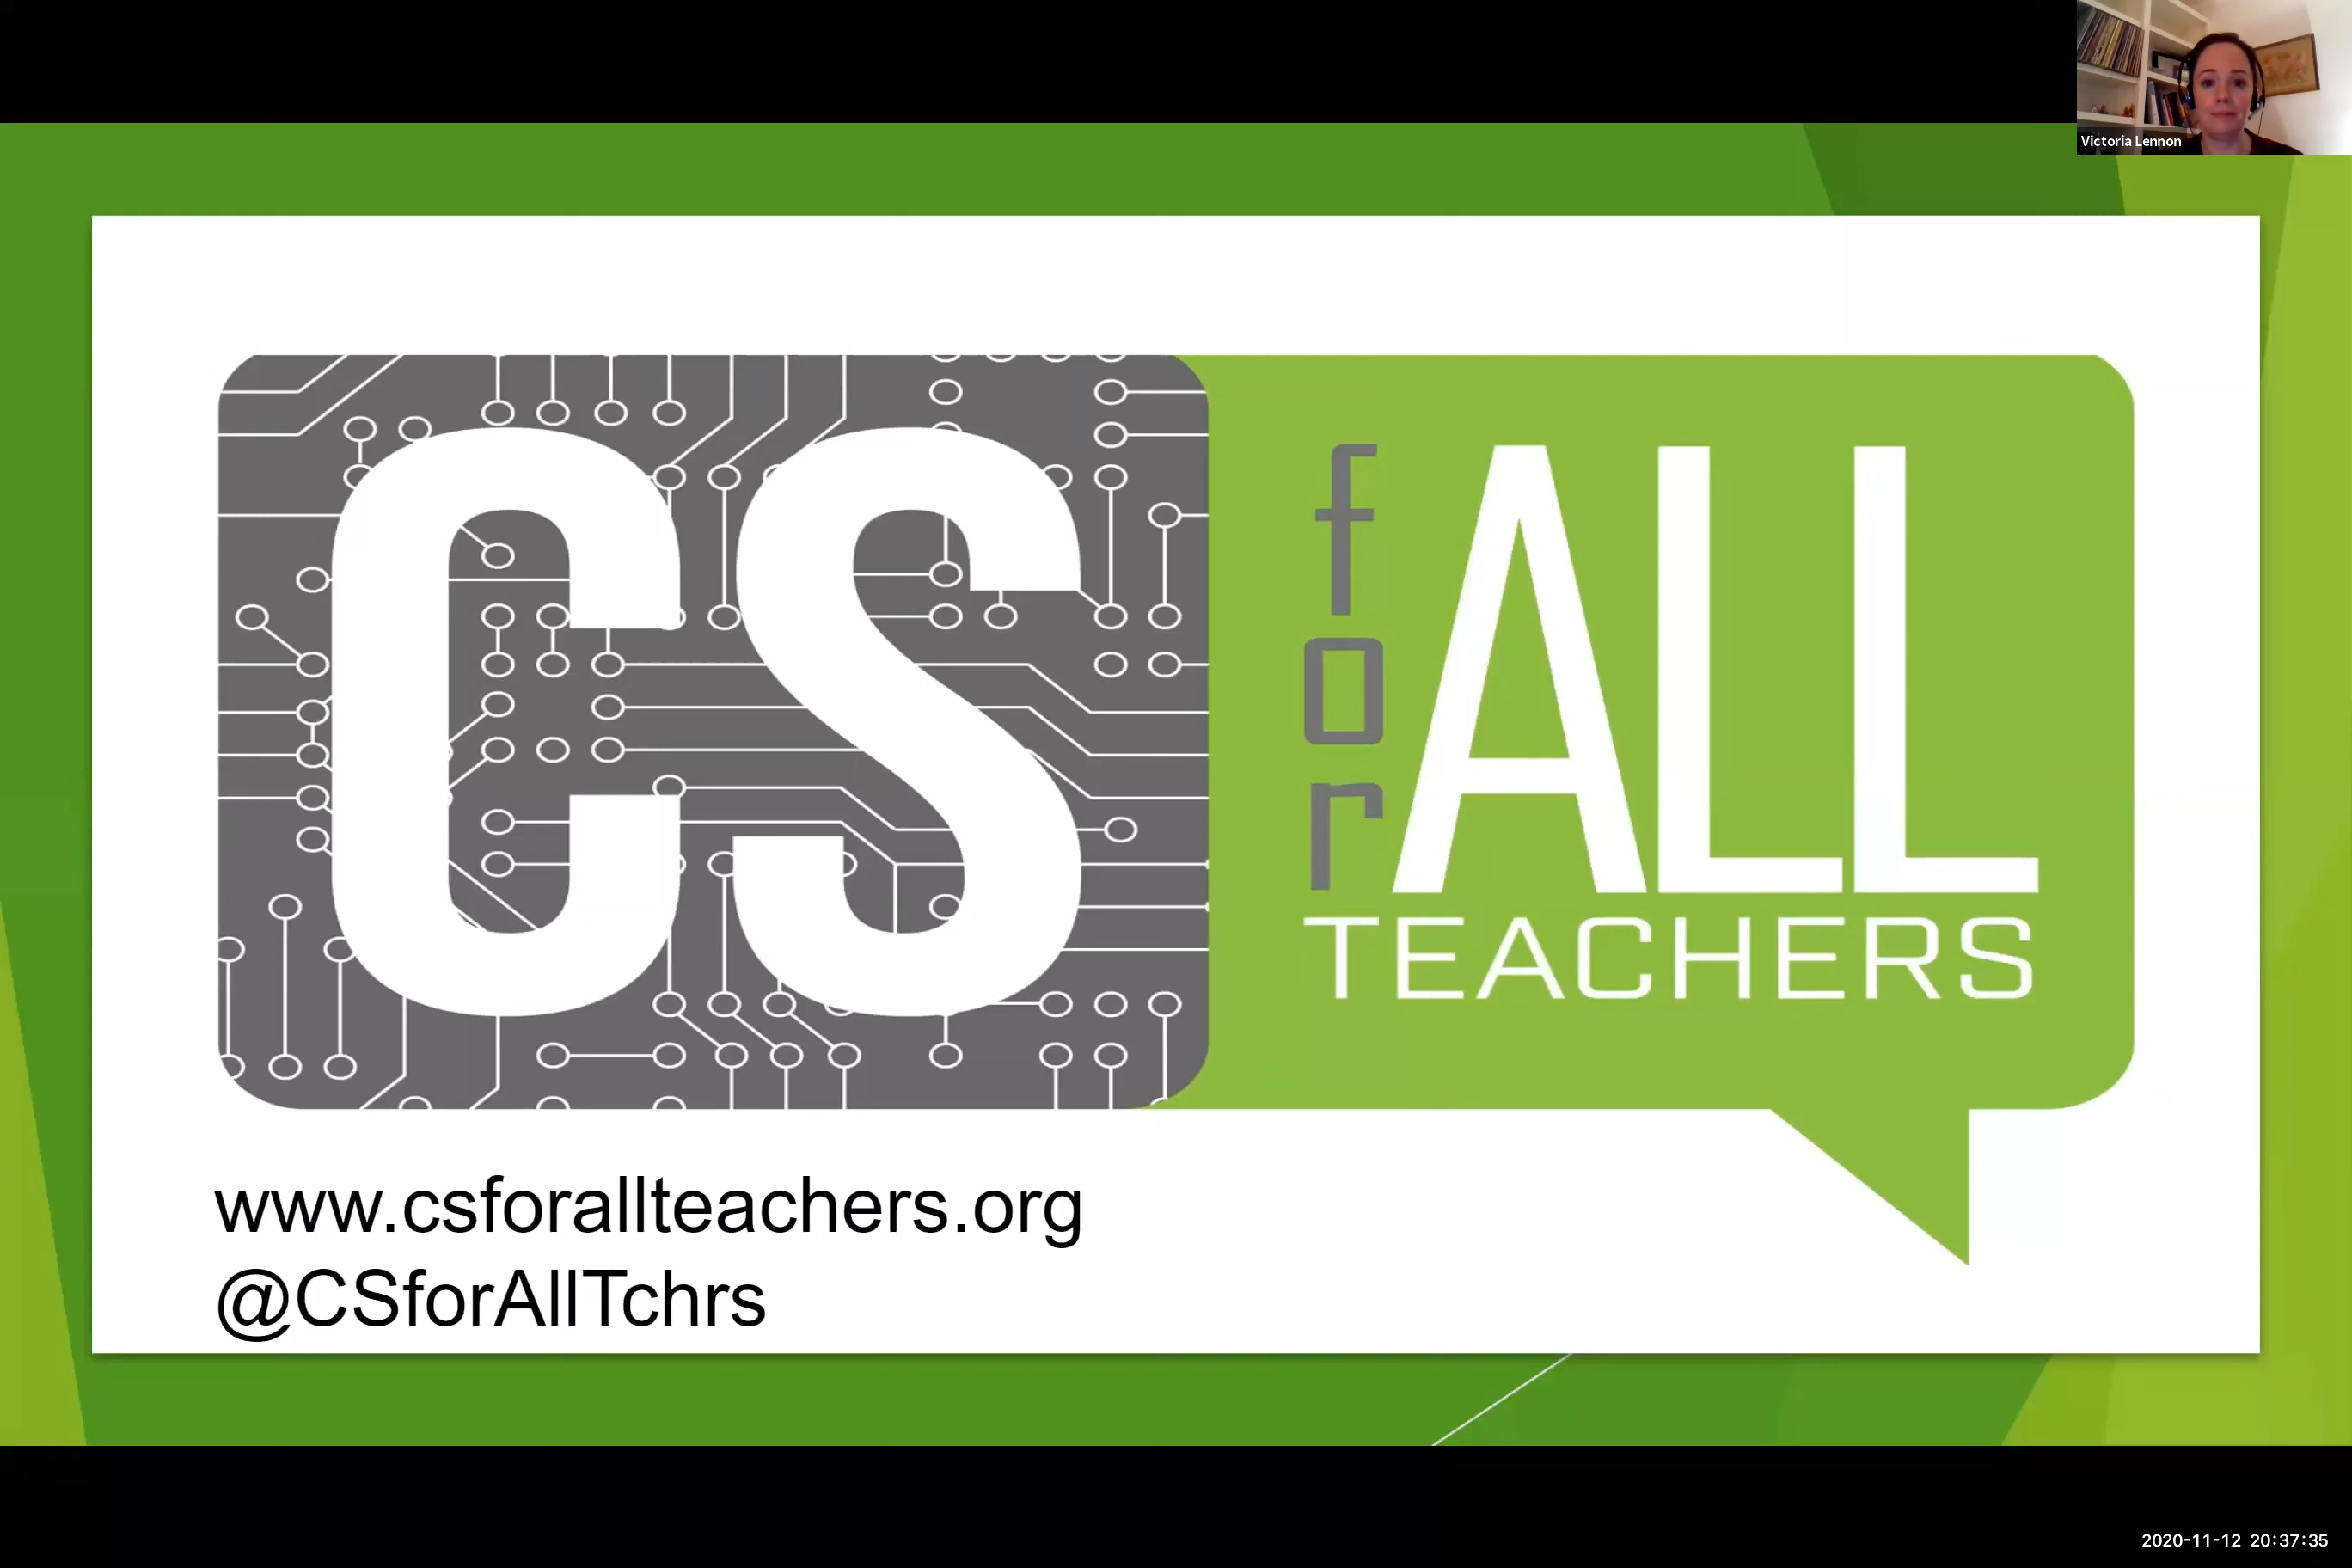 Victoria Lennon
CS
for
ALL
TEACHERS
www.csforallteachers.org
@CSforAllTchrs
2020-11-12 20:37:35